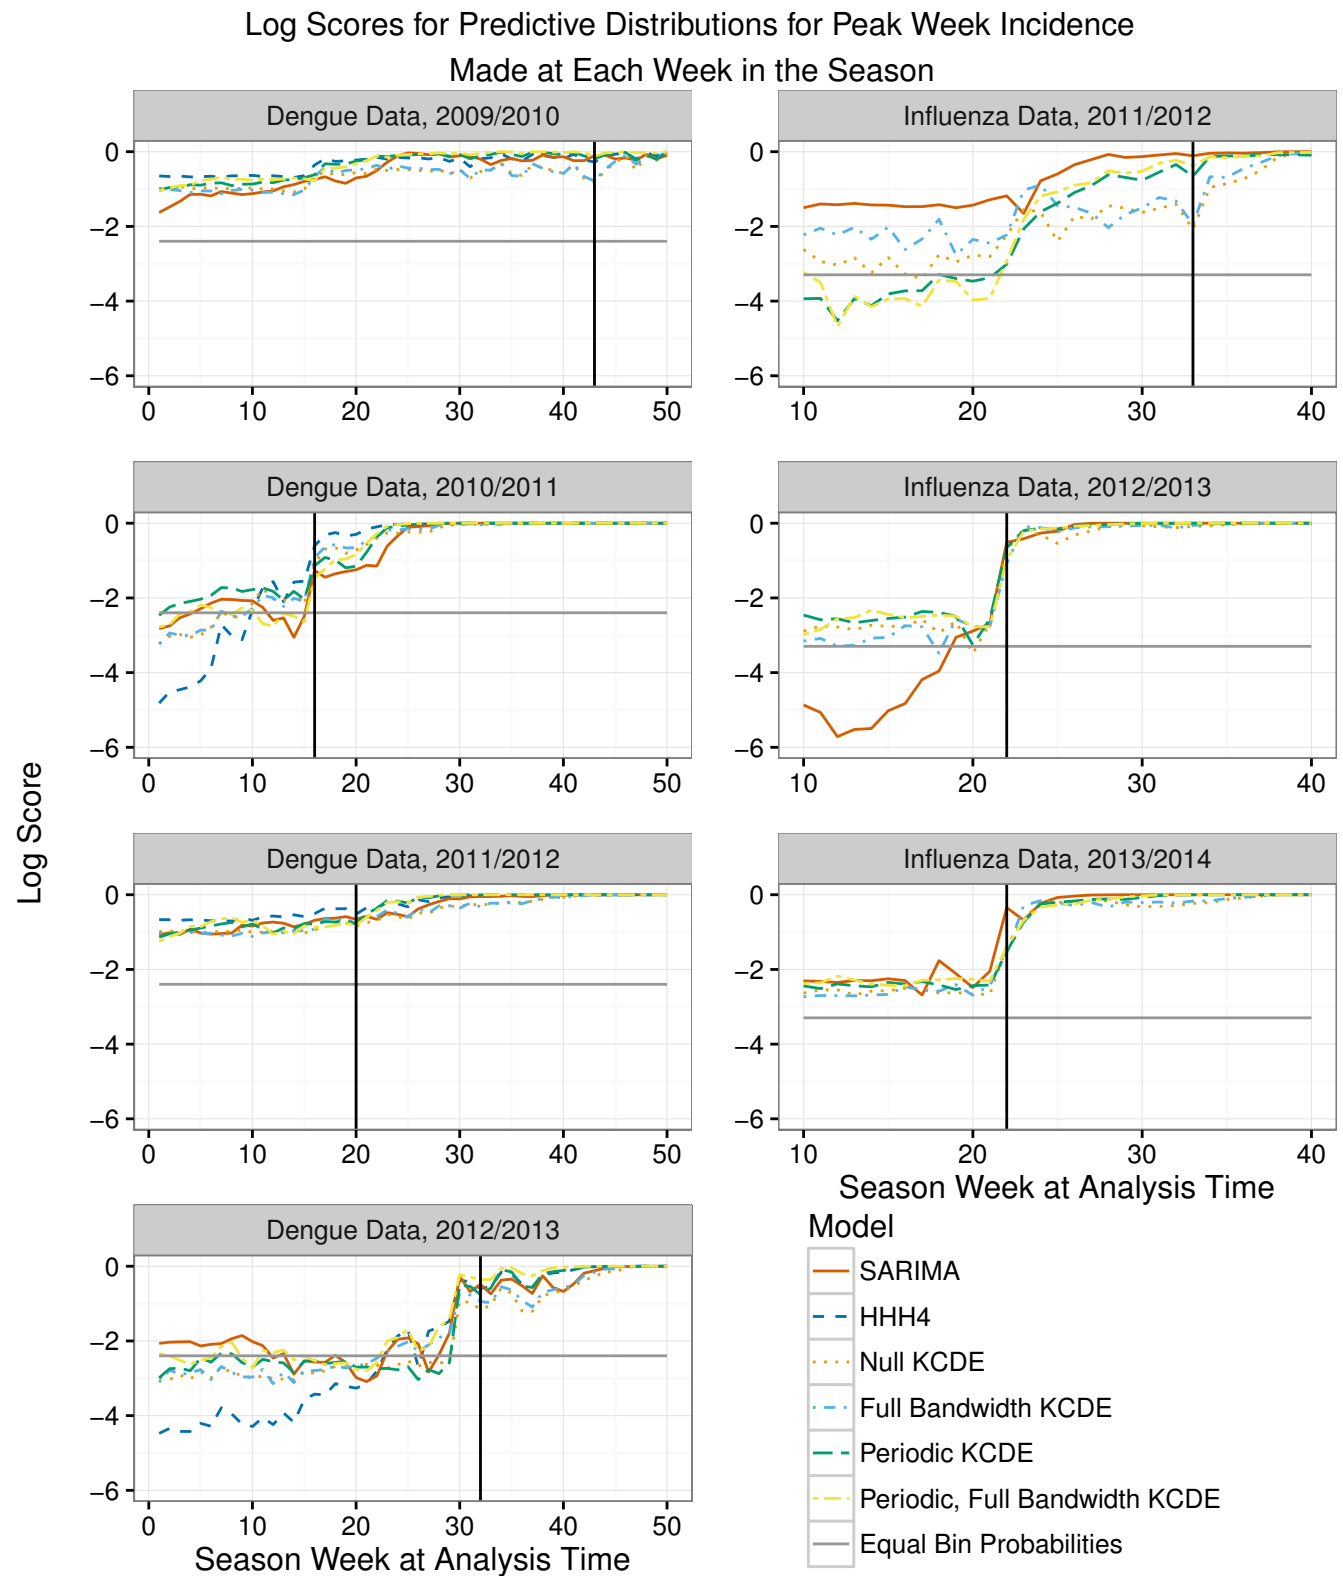 Log Scores for Predictive Distributions for Peak Week Incidence
Made at Each Week in the Season
Log Score
Dengue Data, 2009/2010
0
−2
−4
−6
0 10 20 30 40 50
Influenza Data, 2011/2012
0
−2
−4
−6
10 20 30 40
Dengue Data, 2010/2011
0
−2
−4
−6
0 10 20 30 40 50
Influenza Data, 2012/2013
0
−2
−4
−6
10 20 30 40
Dengue Data, 2011/2012
0
−2
−4
−6
0 10 20 30 40 50
Influenza Data, 2013/2014
0
−2
−4
−6
10 20 30 40
Season Week at Analysis Time
Dengue Data, 2012/2013
0
−2
−4
−6
0 10 20 30 40 50
Season Week at Analysis Time
Model
SARIMA
HHH4
Null KCDE
Full Bandwidth KCDE
Periodic KCDE
Periodic, Full Bandwidth KCDE
Equal Bin Probabilities